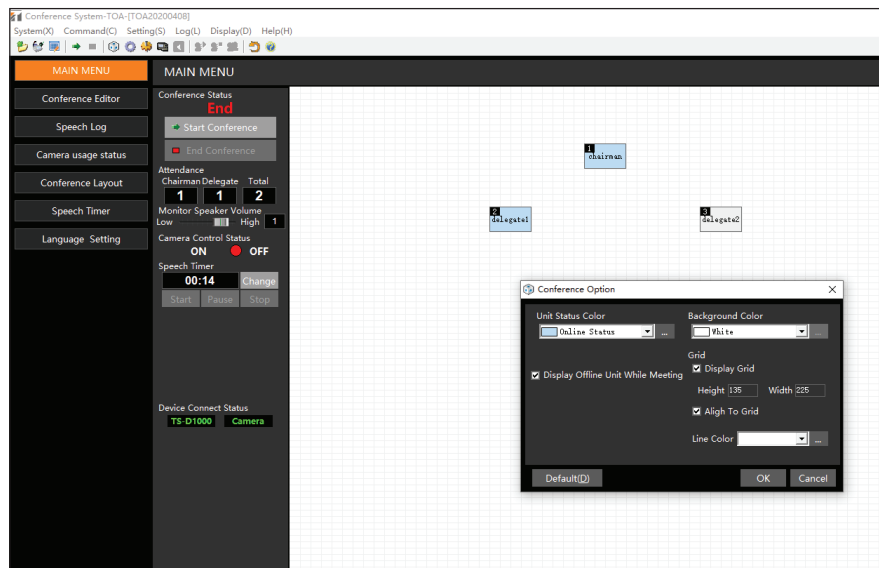 Conference System-TOA-[TOA20200408]
System(X) Command(C) Setting(S) Log(L) Display(D) Help(H)
MAIN MENU
MAIN MENU
Conference Editor
Speech Log
Camera usage status
Conference Layout
Speech Timer
Language Setting
Conference Status
End
Start Conference
End Conference
Attendance
Chairman Delegate Total
1 1 2
Monitor Speaker Volume
Low High 1
Camera Control Status
ON OFF
Speech Timer
00:14 Change
Start Pause Stop
Device Connect Status
TS-D1000 Camera
1
chairman
2
delegate1
3
delegate2
Conference Option
Unit Status Color Background Color
Online Status ... White ...
Grid
Display Grid
Display Offline Unit While Meeting
Height 135 Width 225
Aligh To Grid
Line Color ...
Default(D) OK Cancel